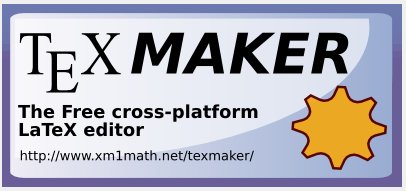 TEXMAKER
The Free cross-platform
LaTeX editor
http://www.xm1math.net/texmaker/